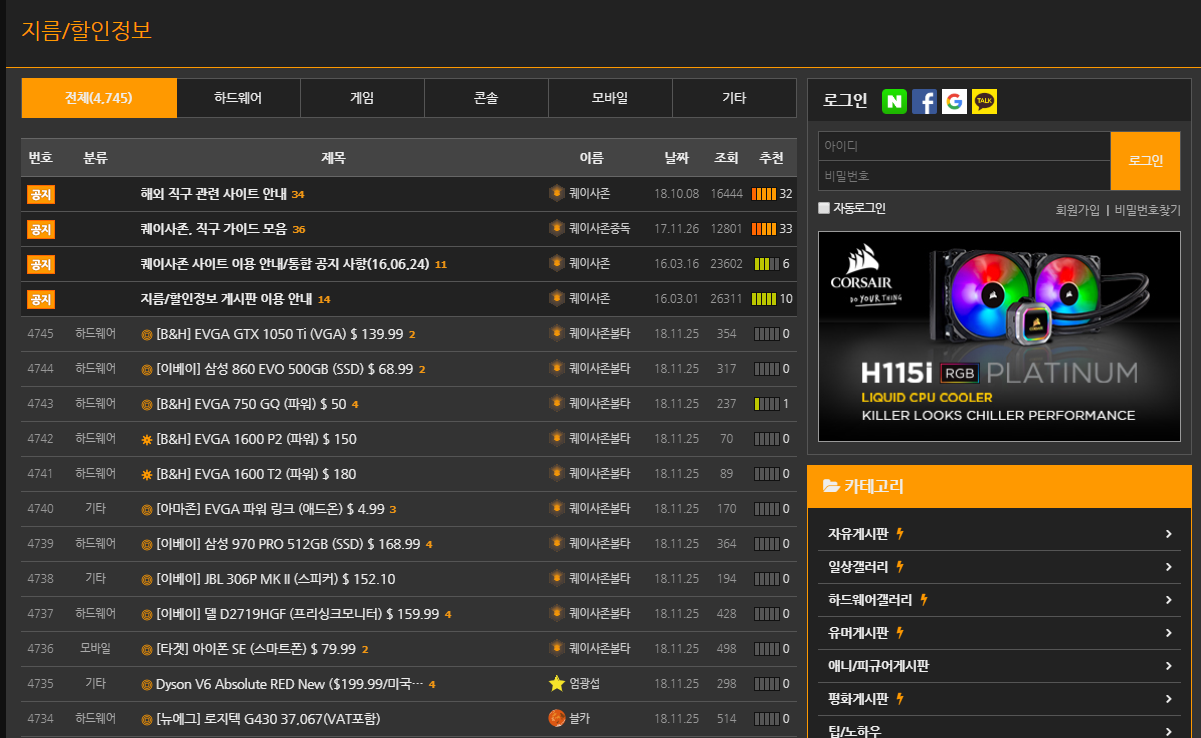 지름/할인정보
전체(4,745) 하드웨어 게임 콘솔 모바일 기타
번호 분류 제목 이름 날짜 조회 추천
공지 해외 직구 관련 사이트 안내 34 퀘이사존 18.10.08 16444 32
공지 퀘이사존, 직구 가이드 모음 36 퀘이사존중독 17.11.26 12801 33
공지 퀘이사존 사이트 이용 안내/통합 공지 사항(16.06.24) 11 퀘이사존 16.03.16 23602 6
공지 지름/할인정보 게시판 이용 안내 14 퀘이사존 16.03.01 26311 10
4745 하드웨어 [B&H] EVGA GTX 1050 Ti (VGA) $ 139.99 2 퀘이사존볼타 18.11.25 354 0
4744 하드웨어 [이베이] 삼성 860 EVO 500GB (SSD) $ 68.99 2 퀘이사존볼타 18.11.25 317 0
4743 하드웨어 [B&H] EVGA 750 GQ (파워) $ 50 4 퀘이사존볼타 18.11.25 237 1
4742 하드웨어 [B&H] EVGA 1600 P2 (파워) $ 150 퀘이사존볼타 18.11.25 70 0
4741 하드웨어 [B&H] EVGA 1600 T2 (파워) $ 180 퀘이사존볼타 18.11.25 89 0
4740 기타 [아마존] EVGA 파워 링크 (애드온) $ 4.99 3 퀘이사존볼타 18.11.25 170 0
4739 하드웨어 [이베이] 삼성 970 PRO 512GB (SSD) $ 168.99 4 퀘이사존볼타 18.11.25 364 0
4738 기타 [이베이] JBL 306P MK II (스피커) $ 152.10 퀘이사존볼타 18.11.25 194 0
4737 하드웨어 [이베이] 델 D2719HGF (프리싱크모니터) $ 159.99 4 퀘이사존볼타 18.11.25 428 0
4736 모바일 [타겟] 아이폰 SE (스마트폰) $ 79.99 2 퀘이사존볼타 18.11.25 498 0
4735 기타 Dyson V6 Absolute RED New ($199.99/미국… 4 엄광섭 18.11.25 298 0
4734 하드웨어 [뉴에그] 로지텍 G430 37,067(VAT포함) 블카 18.11.25 514 0
로그인 N f G TALK
아이디
비밀번호
로그인
자동로그인 회원가입 | 비밀번호찾기
CORSAIR
DO YOUR THING
H115i RGB PLATINUM
LIQUID CPU COOLER
KILLER LOOKS CHILLER PERFORMANCE
카테고리
자유게시판
일상갤러리
하드웨어갤러리
유머게시판
애니/피규어게시판
평화게시판
팁/노하우